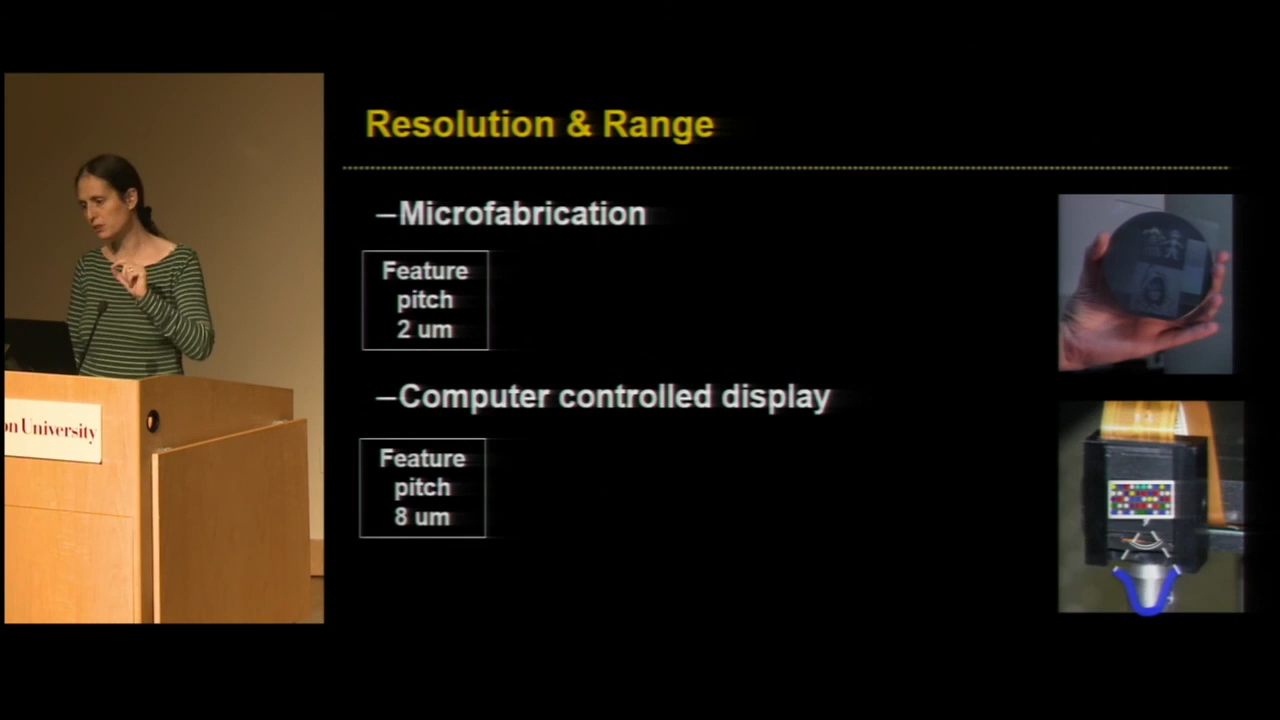 Resolution & Range
–Microfabrication
Feature
pitch
2 um
–Computer controlled display
Feature
pitch
8 um
on University